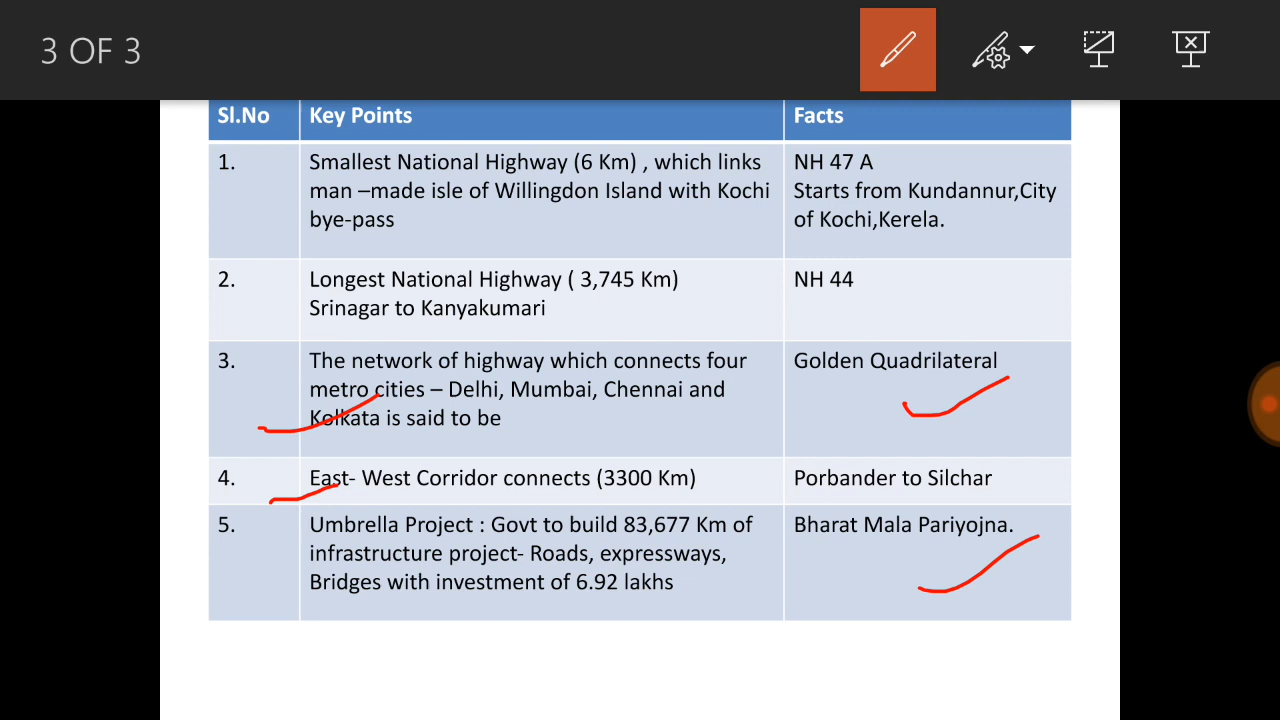 3 OF 3
Sl.No Key Points Facts
1. Smallest National Highway (6 Km) , which links NH 47 A
man –made isle of Willingdon Island with Kochi Starts from Kundannur,City
bye-pass of Kochi,Kerela.
2. Longest National Highway ( 3,745 Km) NH 44
Srinagar to Kanyakumari
3. The network of highway which connects four Golden Quadrilateral
metro cities – Delhi, Mumbai, Chennai and
Kolkata is said to be
4. East- West Corridor connects (3300 Km) Porbander to Silchar
5. Umbrella Project : Govt to build 83,677 Km of Bharat Mala Pariyojna.
infrastructure project- Roads, expressways,
Bridges with investment of 6.92 lakhs